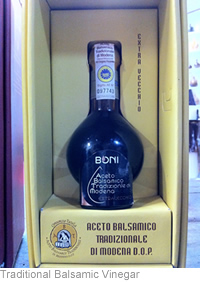 EXTRA VECCHIO
BONI
Aceto
Balsamico
Tradizionale di
Modena
ACETO BALSAMICO
TRADIZIONALE
DI MODENA D.O.P.
Traditional Balsamic Vinegar